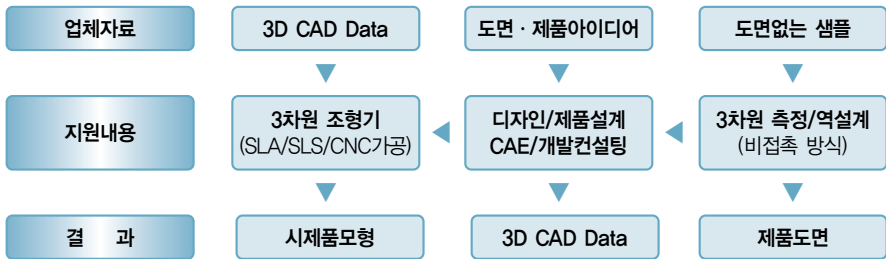 업체자료
3D CAD Data
도면 · 제품아이디어
도면없는 샘플
지원내용
3차원 조형기
(SLA/SLS/CNC가공)
디자인/제품설계
CAE/개발컨설팅
3차원 측정/역설계
(비접촉 방식)
결 과
시제품모형
3D CAD Data
제품도면